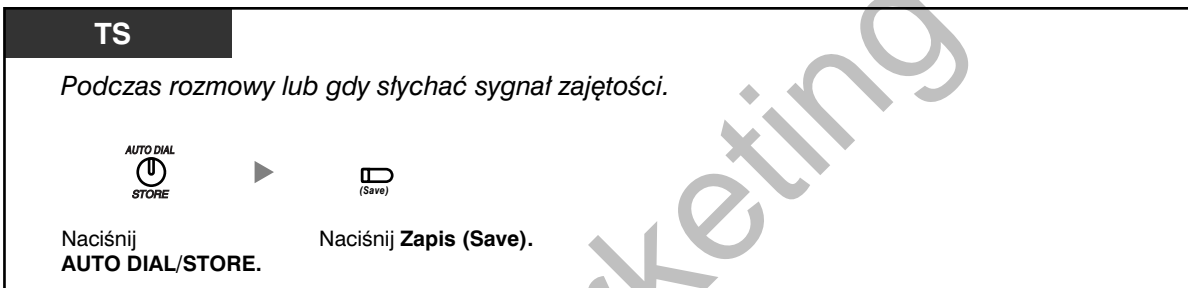 TS
Podczas rozmowy lub gdy słychać sygnał zajętości.
AUTO DIAL
STORE
(Save)
Naciśnij
AUTO DIAL/STORE.
Naciśnij Zapis (Save).